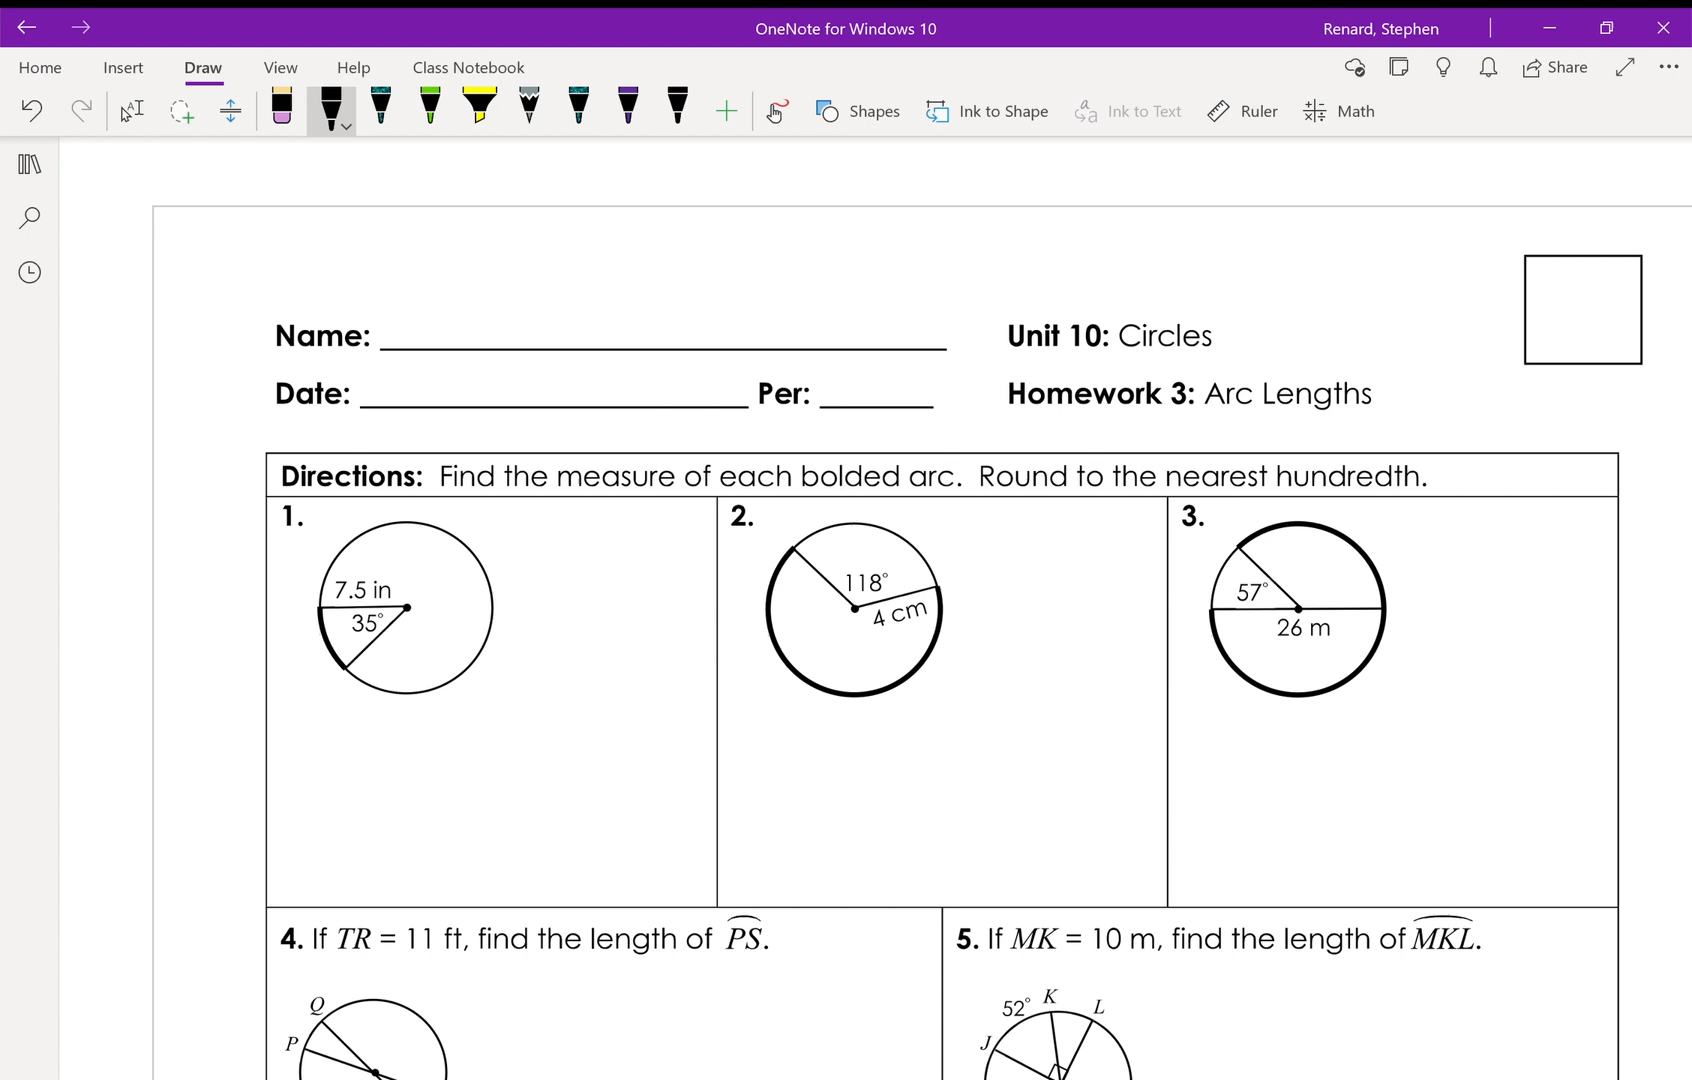 OneNote for Windows 10
Renard, Stephen
Home Insert Draw View Help Class Notebook
Share
Shapes Ink to Shape Ink to Text Ruler Math
Name: ____________________
Unit 10: Circles
Date: ____________________ Per: ______
Homework 3: Arc Lengths
Directions: Find the measure of each bolded arc. Round to the nearest hundredth.
1.
7.5 in
35°
2.
118°
4 cm
3.
57°
26 m
4. If TR = 11 ft, find the length of PS.
Q
P
5. If MK = 10 m, find the length of MKL.
52° K L
J